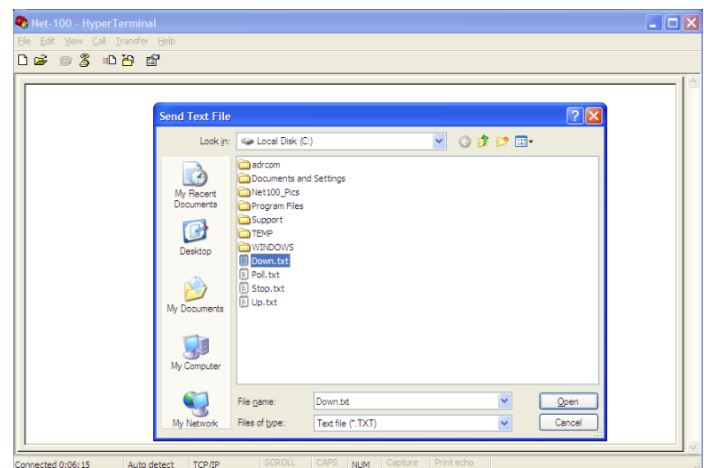 Net-100 - HyperTerminal
File Edit View Call Transfer Help
Send Text File
Look in: Local Disk (C:)
My Recent Documents
Desktop
My Documents
My Computer
My Network
adrcom
Documents and Settings
Net100_Pics
Program Files
Support
TEMP
WINDOWS
Down.txt
Poll.txt
Stop.txt
Up.txt
File name: Down.txt Open
Files of type: Text file (*.TXT) Cancel
Connected 0:06:15 Auto detect TCP/IP SCROLL CAPS NUM Capture Print echo